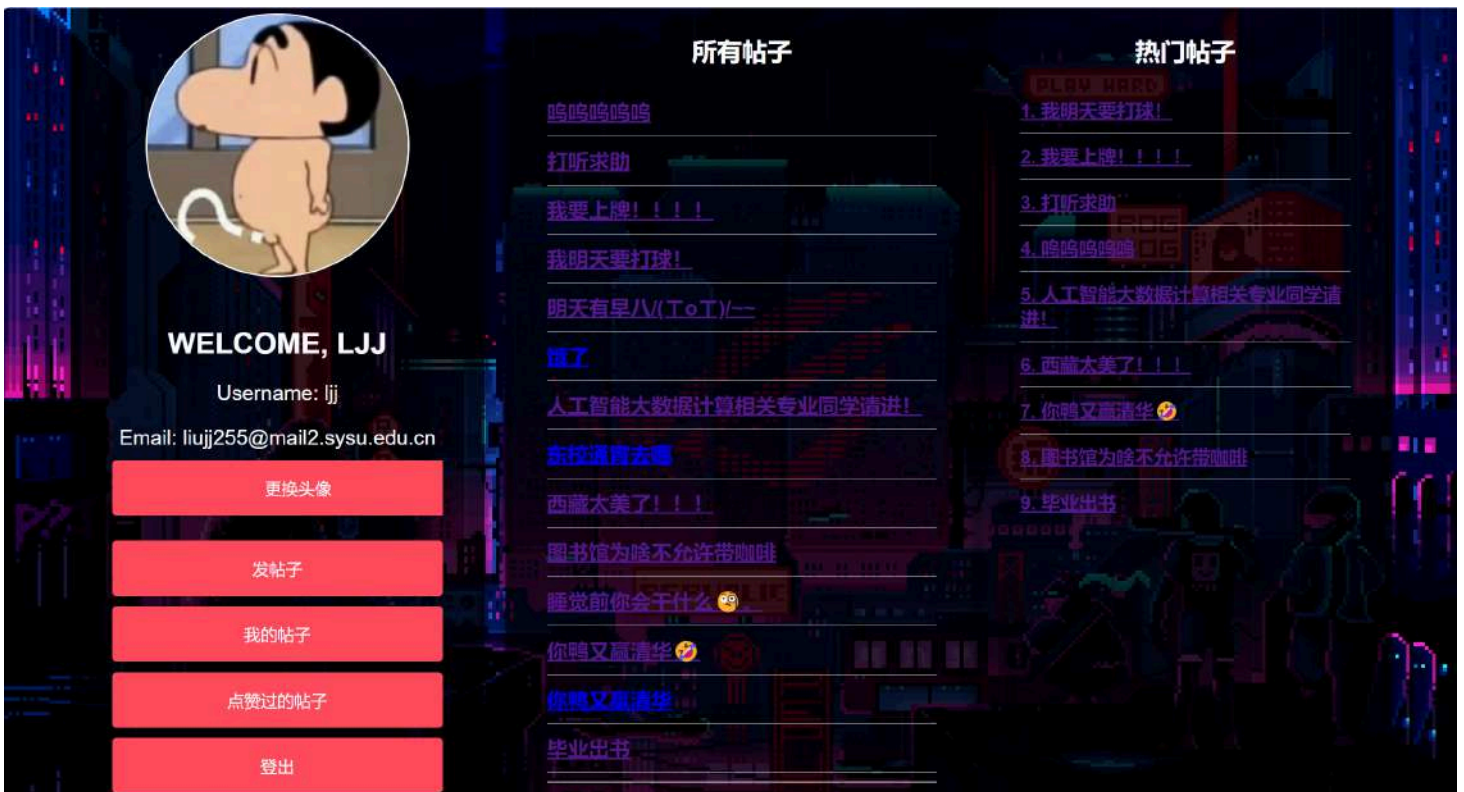 WELCOME, LJJ
Username: ljj
Email: liujj255@mail2.sysu.edu.cn
更换头像
发帖子
我的帖子
点赞过的帖子
登出
所有帖子
呜呜呜呜呜
打听求助
我要上牌！！！！
我明天要打球！
明天有早八/(ToT)/~~
饿了
人工智能大数据计算相关专业同学请进！
东校道青去哪
西藏太美了！！！
图书馆为啥不允许带咖啡
睡觉前你会干什么🧐
你鸭又赢清华🤣
你鸭又赢清华
毕业出书
热门帖子
PLAY HARD
1. 我明天要打球！
2. 我要上牌！！！！
3. 打听求助
4. 呜呜呜呜呜
5. 人工智能大数据计算相关专业同学请
进！
6. 西藏太美了！！！
7. 你鸭又赢清华🤣
8. 图书馆为啥不允许带咖啡
9. 毕业出书